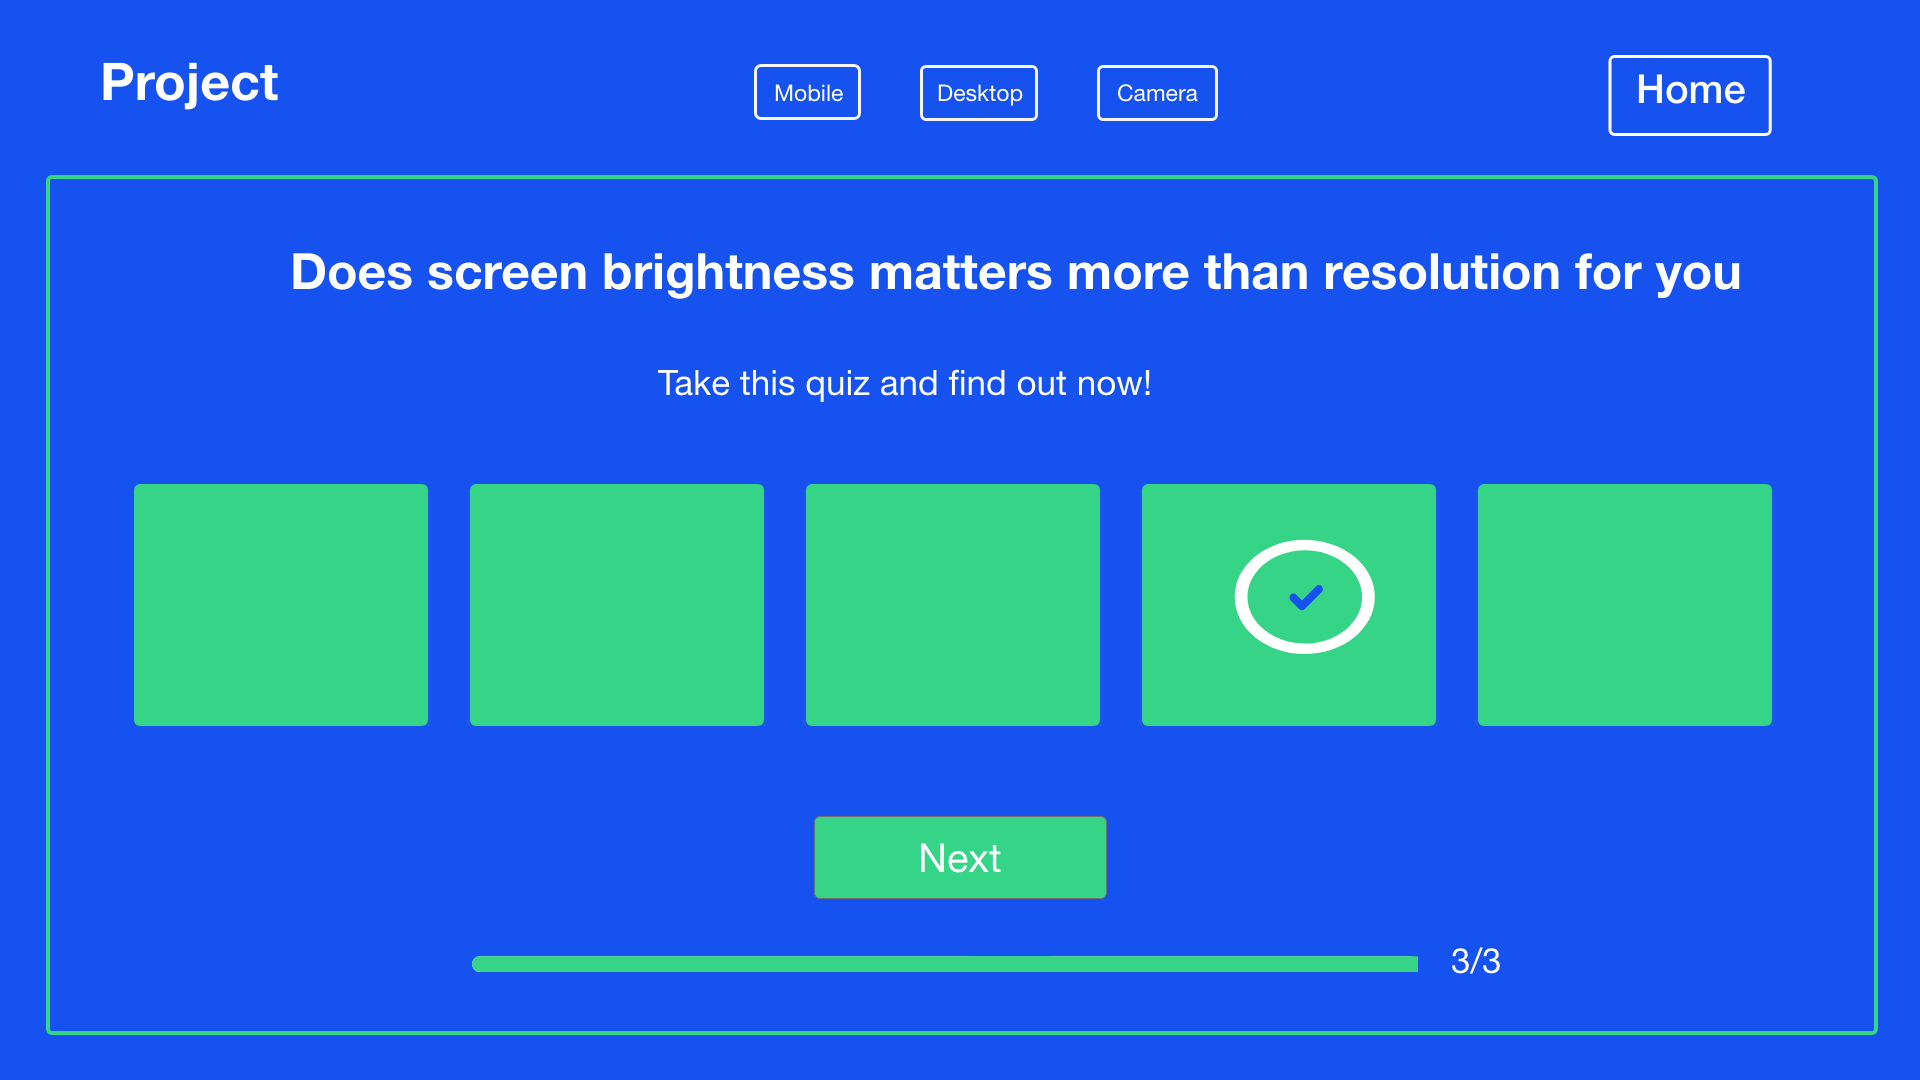 Project
Mobile
Desktop
Camera
Home
Does screen brightness matters more than resolution for you
Take this quiz and find out now!
Next
3/3